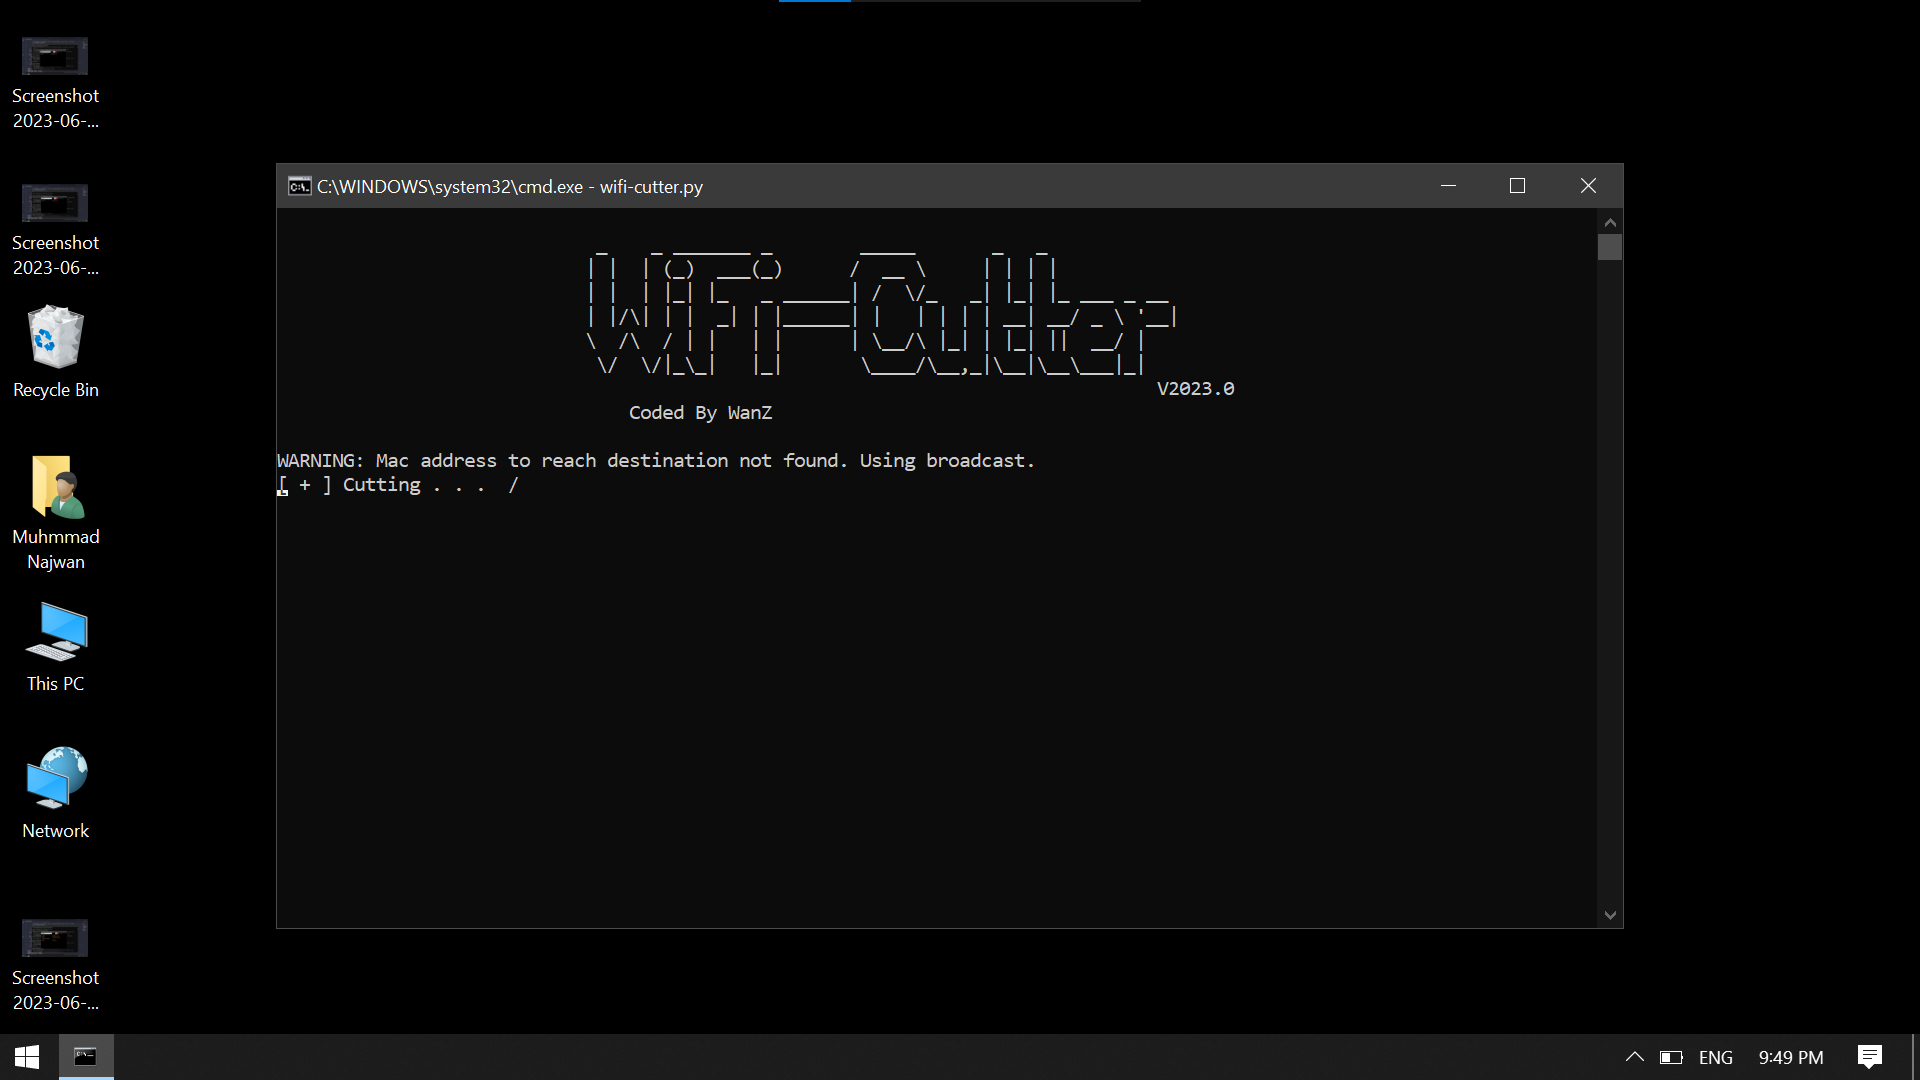 Screenshot
2023-06-...
Screenshot
2023-06-...
Recycle Bin
Muhmmad
Najwan
This PC
Network
Screenshot
2023-06-...
C:\WINDOWS\system32\cmd.exe - wifi-cutter.py
WiFi-Cutter
V2023.0
Coded By WanZ
WARNING: Mac address to reach destination not found. Using broadcast.
[ + ] Cutting . . .  /
ENG
9:49 PM